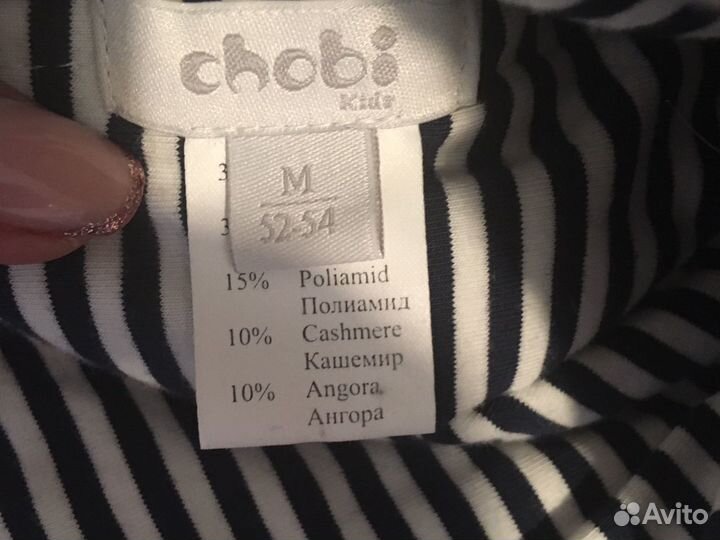 chobi
Kids
M
52-54
15% Poliamid
Полиамид
10% Cashmere
Кашемир
10% Angora
Ангора
Avito